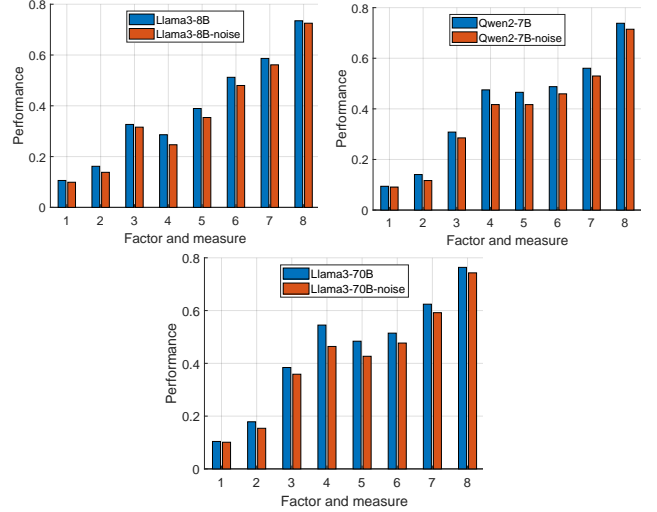 0.8
0.6
0.4
0.2
0
Performance
Llama3-8B
Llama3-8B-noise
1 2 3 4 5 6 7 8
Factor and measure
0.8
0.6
0.4
0.2
0
Performance
Qwen2-7B
Qwen2-7B-noise
1 2 3 4 5 6 7 8
Factor and measure
0.8
0.6
0.4
0.2
0
Performance
Llama3-70B
Llama3-70B-noise
1 2 3 4 5 6 7 8
Factor and measure